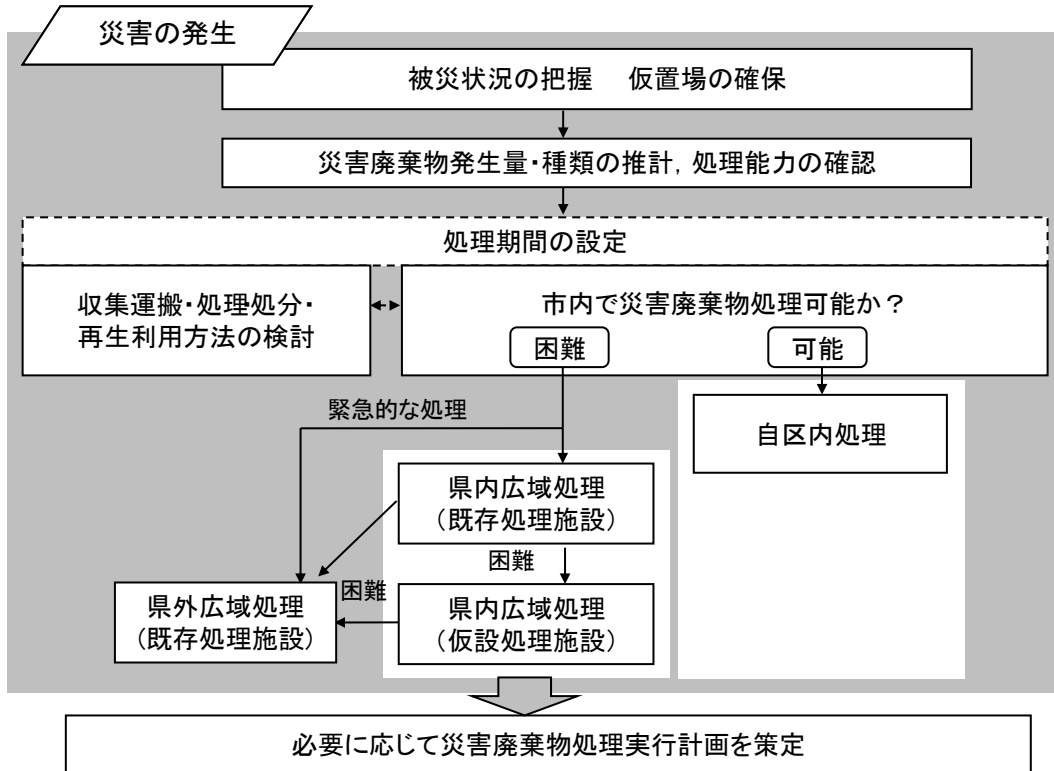 災害の発生
被災状況の把握　仮置場の確保
災害廃棄物発生量・種類の推計，処理能力の確認
処理期間の設定
収集運搬・処理処分・
再生利用方法の検討
市内で災害廃棄物処理可能か？
困難
可能
緊急的な処理
自区内処理
県内広域処理
（既存処理施設）
困難
困難
県外広域処理
（既存処理施設）
県内広域処理
（仮設処理施設）
必要に応じて災害廃棄物処理実行計画を策定